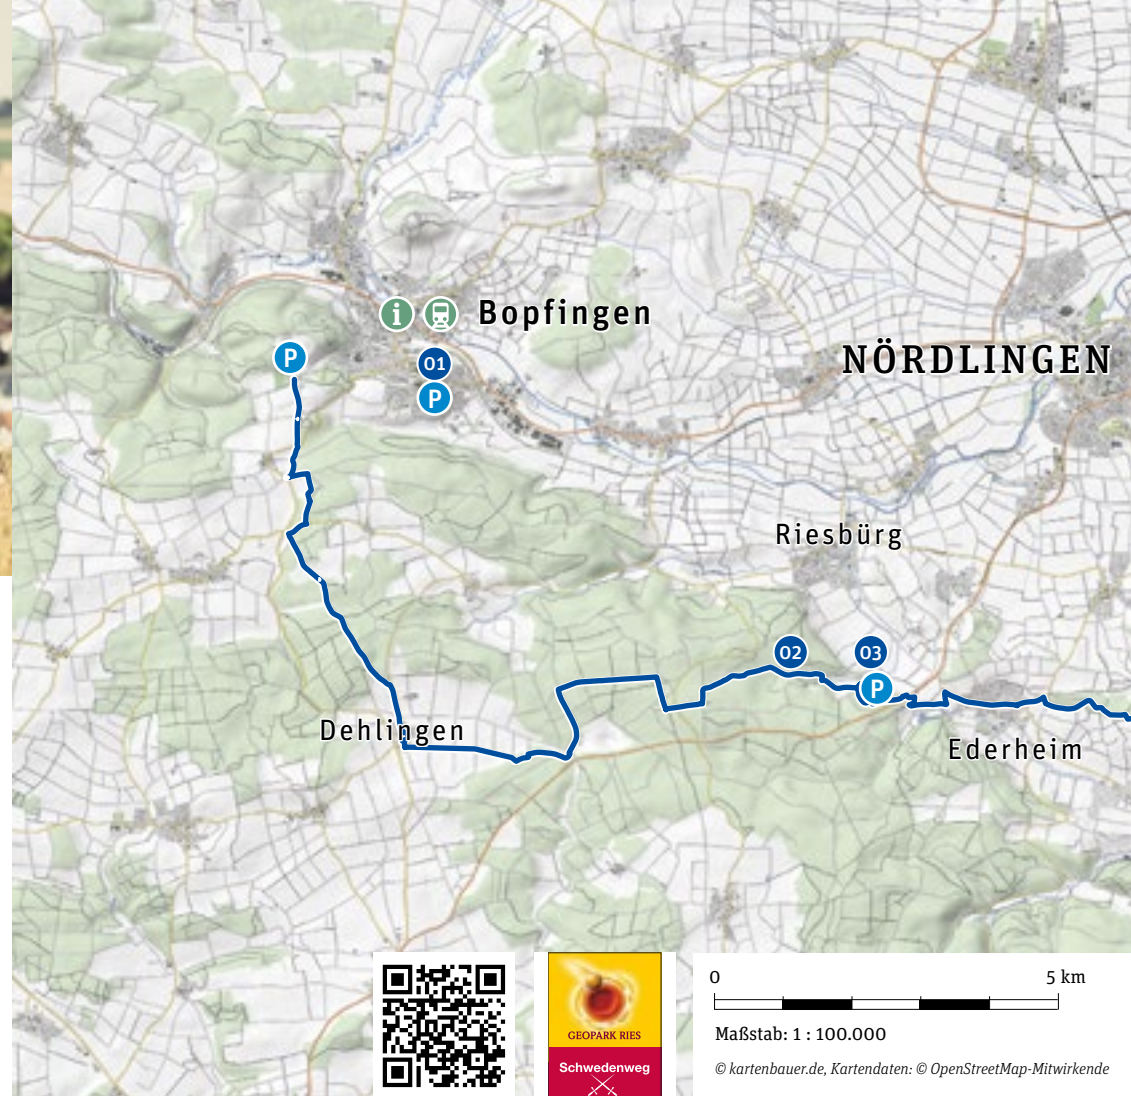 i
Bopfingen
P
01
P
NÖRDLINGEN
Riesbürg
02
03
P
Dehlingen
Ederheim
GEOPARK RIES
Schwedenweg
0
5 km
Maßstab: 1 : 100.000
© kartenbauer.de, Kartendaten: © OpenStreetMap-Mitwirkende